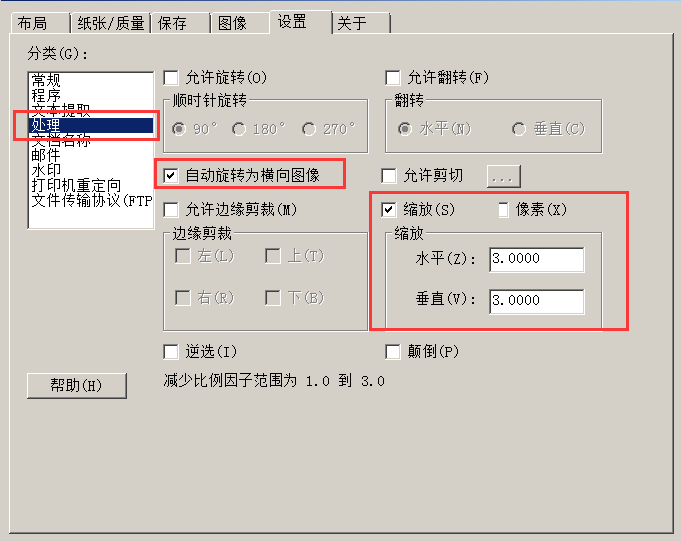 布局 纸张/质量 保存 图像 设置 关于
分类(G):
常规
程序
文本提取
处理
文档名称
邮件
水印
打印机重定向
文件传输协议(FTP
允许旋转(O) 允许翻转(F)
顺时针旋转 翻转
90° 180° 270° 水平(N) 垂直(C)
自动旋转为横向图像 允许剪切 ...
允许边缘剪裁(M) 缩放(S) 像素(X)
边缘剪裁 缩放
左(L) 上(T) 水平(Z): 3.0000
右(R) 下(B) 垂直(V): 3.0000
逆选(I) 颠倒(P)
帮助(H) 减少比例因子范围为 1.0 到 3.0